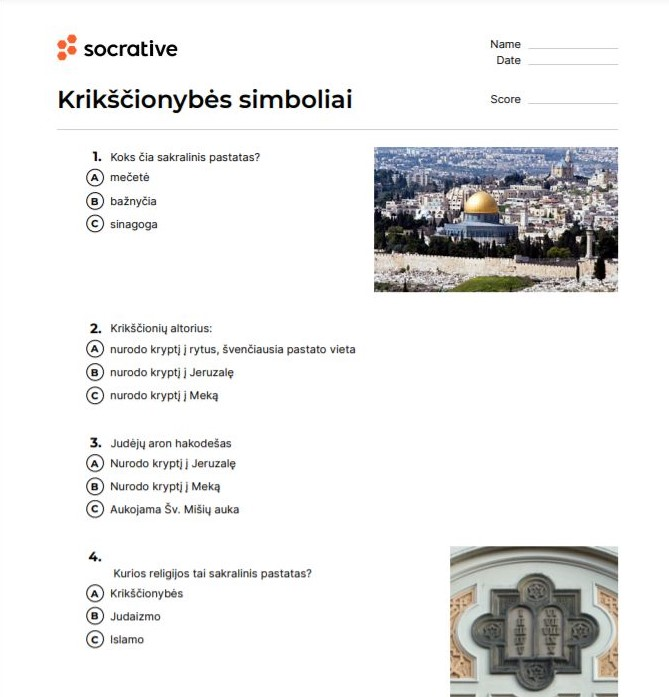 socrative
Name
Date
Krikščionybės simboliai
Score
1. Koks čia sakralinis pastatas?
A mečetė
B bažnyčia
C sinagoga
2. Krikščionių altorius:
A nurodo kryptį į rytus, švenčiausia pastato vieta
B nurodo kryptį į Jeruzalę
C nurodo kryptį į Meką
3. Judėjų aron hakodešas
A Nurodo kryptį į Jeruzalę
B Nurodo kryptį į Meką
C Aukojama Šv. Mišių auka
4.
Kurios religijos tai sakralinis pastatas?
A Krikščionybės
B Judaizmo
C Islamo